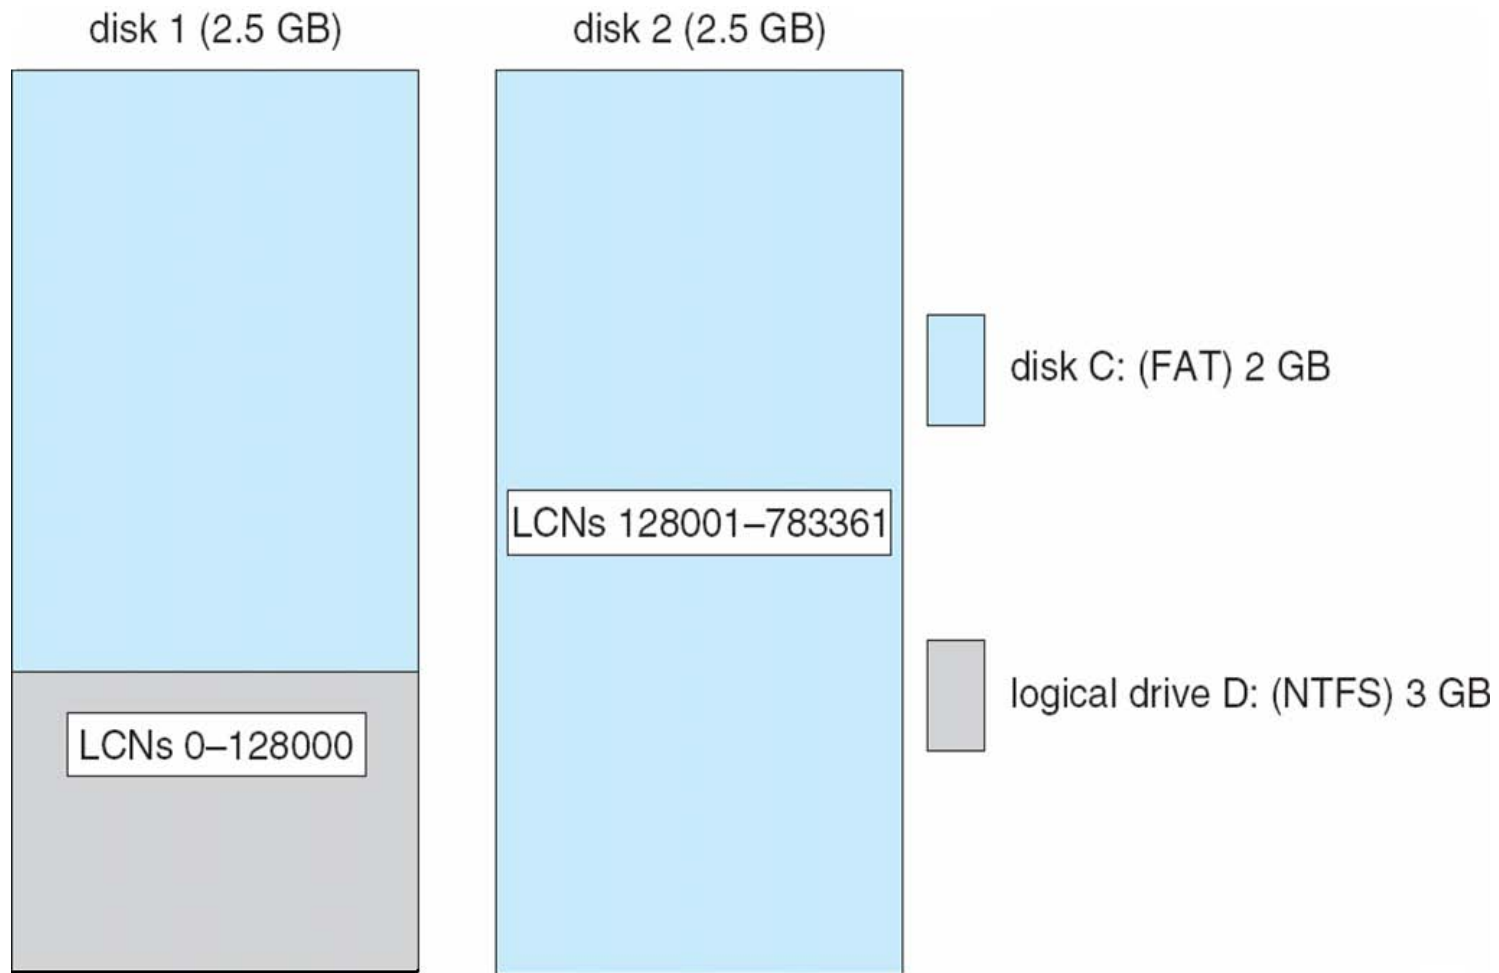 disk 1 (2.5 GB)
disk 2 (2.5 GB)
disk C: (FAT) 2 GB
LCNs 128001–783361
logical drive D: (NTFS) 3 GB
LCNs 0–128000